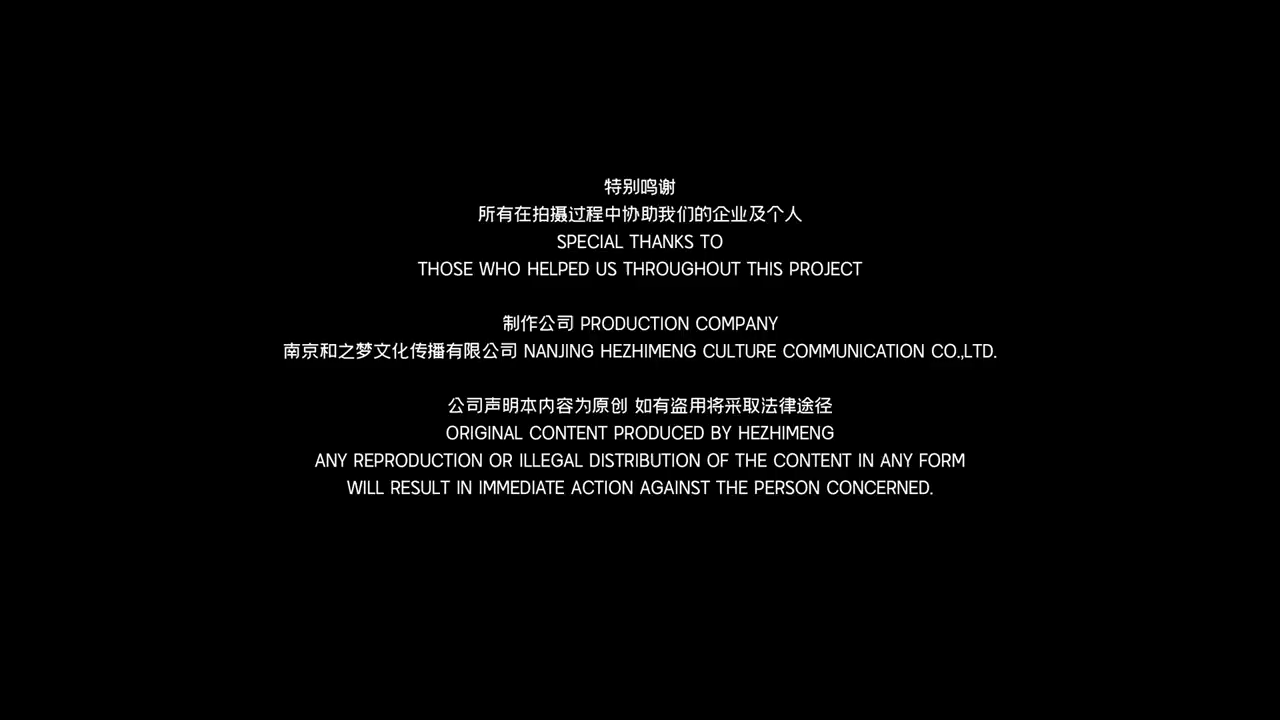 特别鸣谢
所有在拍摄过程中协助我们的企业及个人
SPECIAL THANKS TO
THOSE WHO HELPED US THROUGHOUT THIS PROJECT
制作公司 PRODUCTION COMPANY
南京和之梦文化传播有限公司 NANJING HEZHIMENG CULTURE COMMUNICATION CO.,LTD.
公司声明本内容为原创 如有盗用将采取法律途径
ORIGINAL CONTENT PRODUCED BY HEZHIMENG
ANY REPRODUCTION OR ILLEGAL DISTRIBUTION OF THE CONTENT IN ANY FORM
WILL RESULT IN IMMEDIATE ACTION AGAINST THE PERSON CONCERNED.